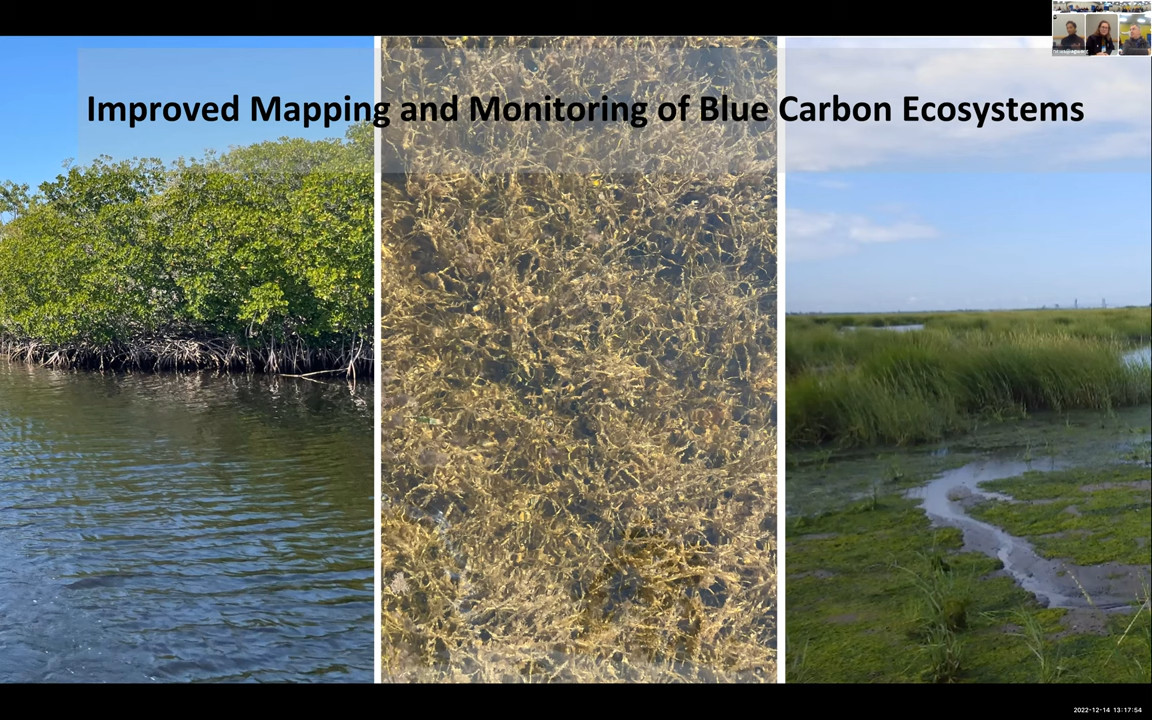 Improved Mapping and Monitoring of Blue Carbon Ecosystems
2022-12-14 13:17:54